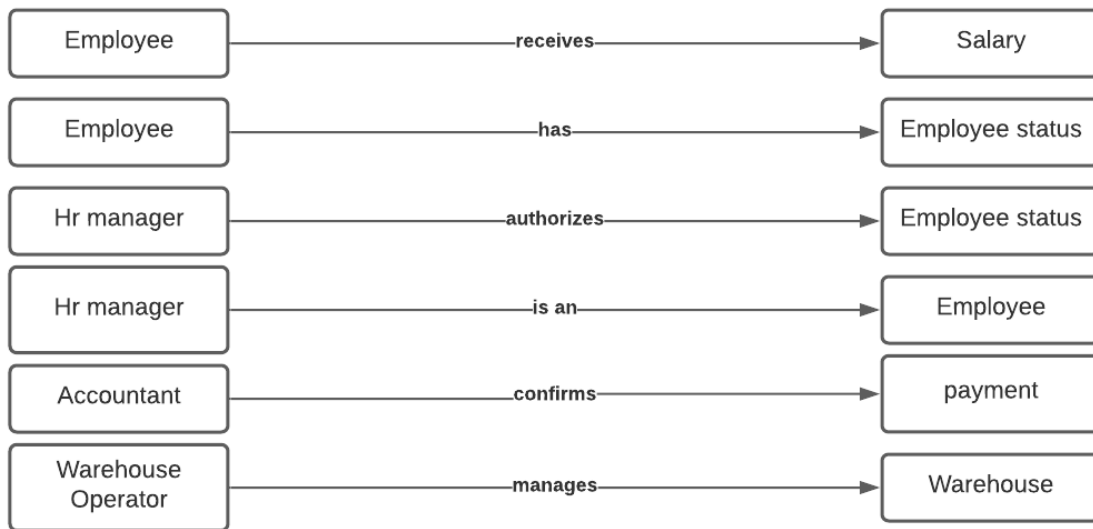 Employee receives Salary
Employee has Employee status
Hr manager authorizes Employee status
Hr manager is an Employee
Accountant confirms payment
Warehouse
Operator manages Warehouse